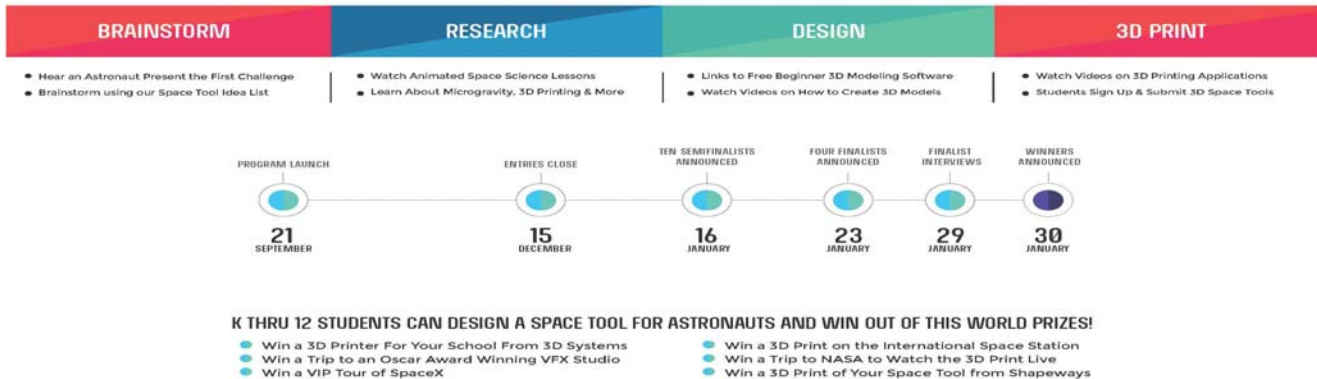 BRAINSTORM
RESEARCH
DESIGN
3D PRINT
Hear an Astronaut Present the First Challenge
Brainstorm using our Space Tool Idea List
Watch Animated Space Science Lessons
Learn About Microgravity, 3D Printing & More
Links to Free Beginner 3D Modeling Software
Watch Videos on How to Create 3D Models
Watch Videos on 3D Printing Applications
Students Sign Up & Submit 3D Space Tools
PROGRAM LAUNCH
21
SEPTEMBER
ENTRIES CLOSE
15
DECEMBER
TEN SEMIFINALISTS
ANNOUNCED
16
JANUARY
FOUR FINALISTS
ANNOUNCED
23
JANUARY
FINALIST
INTERVIEWS
29
JANUARY
WINNERS
ANNOUNCED
30
JANUARY
K THRU 12 STUDENTS CAN DESIGN A SPACE TOOL FOR ASTRONAUTS AND WIN OUT OF THIS WORLD PRIZES!
Win a 3D Printer For Your School From 3D Systems
Win a Trip to an Oscar Award Winning VFX Studio
Win a VIP Tour of SpaceX
Win a 3D Print on the International Space Station
Win a Trip to NASA to Watch the 3D Print Live
Win a 3D Print of Your Space Tool from Shapeways